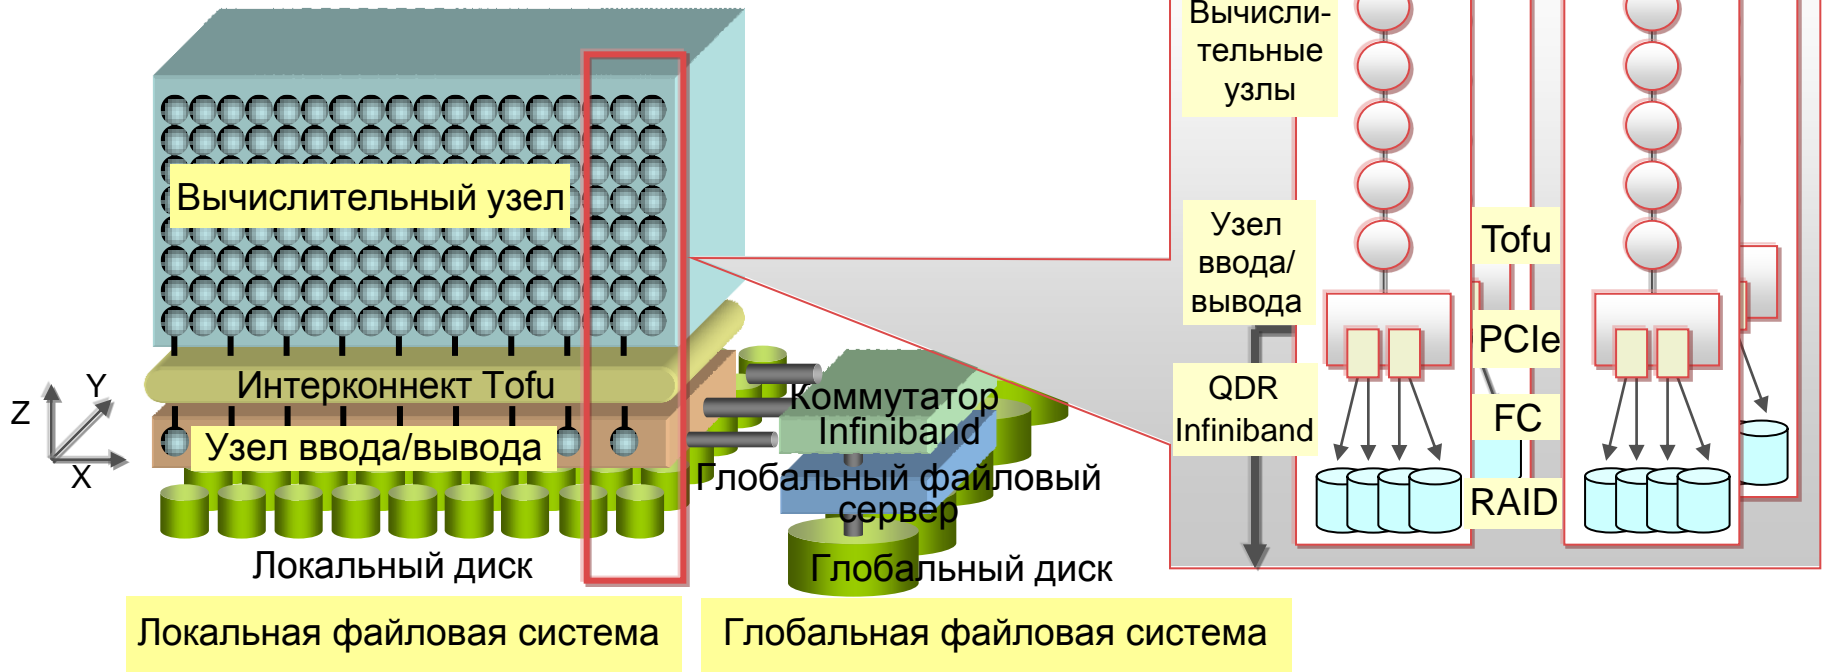 Вычислительный узел
Интерконнект Tofu
Узел ввода/вывода
Z
Y
X
Локальный диск
Локальная файловая система
Коммутатор
Infiniband
Глобальный файловый
сервер
Глобальный диск
Глобальная файловая система
Вычисли-
тельные
узлы
Узел
ввода/
вывода
QDR
Infiniband
Tofu
PCIe
FC
RAID